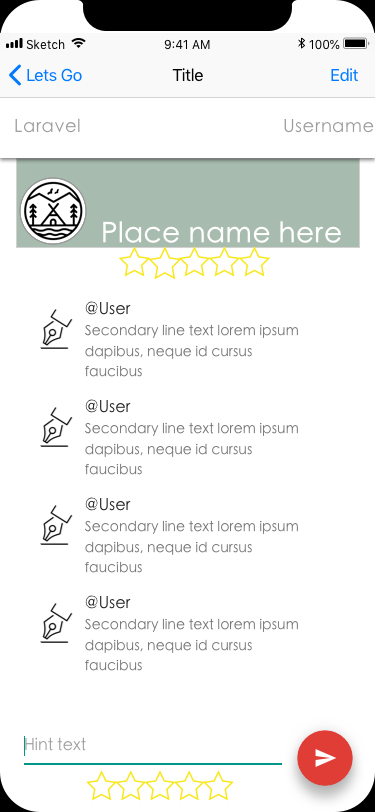 Sketch 9:41 AM 100%
Lets Go Title Edit
Laravel Username
Place name here
@User
Secondary line text lorem ipsum
dapibus, neque id cursus
faucibus
@User
Secondary line text lorem ipsum
dapibus, neque id cursus
faucibus
@User
Secondary line text lorem ipsum
dapibus, neque id cursus
faucibus
@User
Secondary line text lorem ipsum
dapibus, neque id cursus
faucibus
Hint text